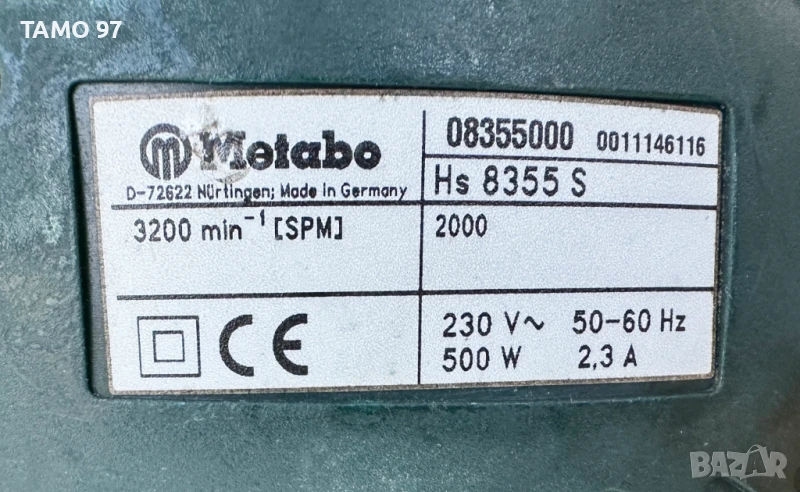 TAMO 97
Metabo
D-72622 Nürtingen; Made in Germany
08355000 0011146116
Hs 8355 S
3200 min⁻¹ [SPM]
2000
CE
230 V~ 50-60 Hz
500 W 2,3 A
BAZAR